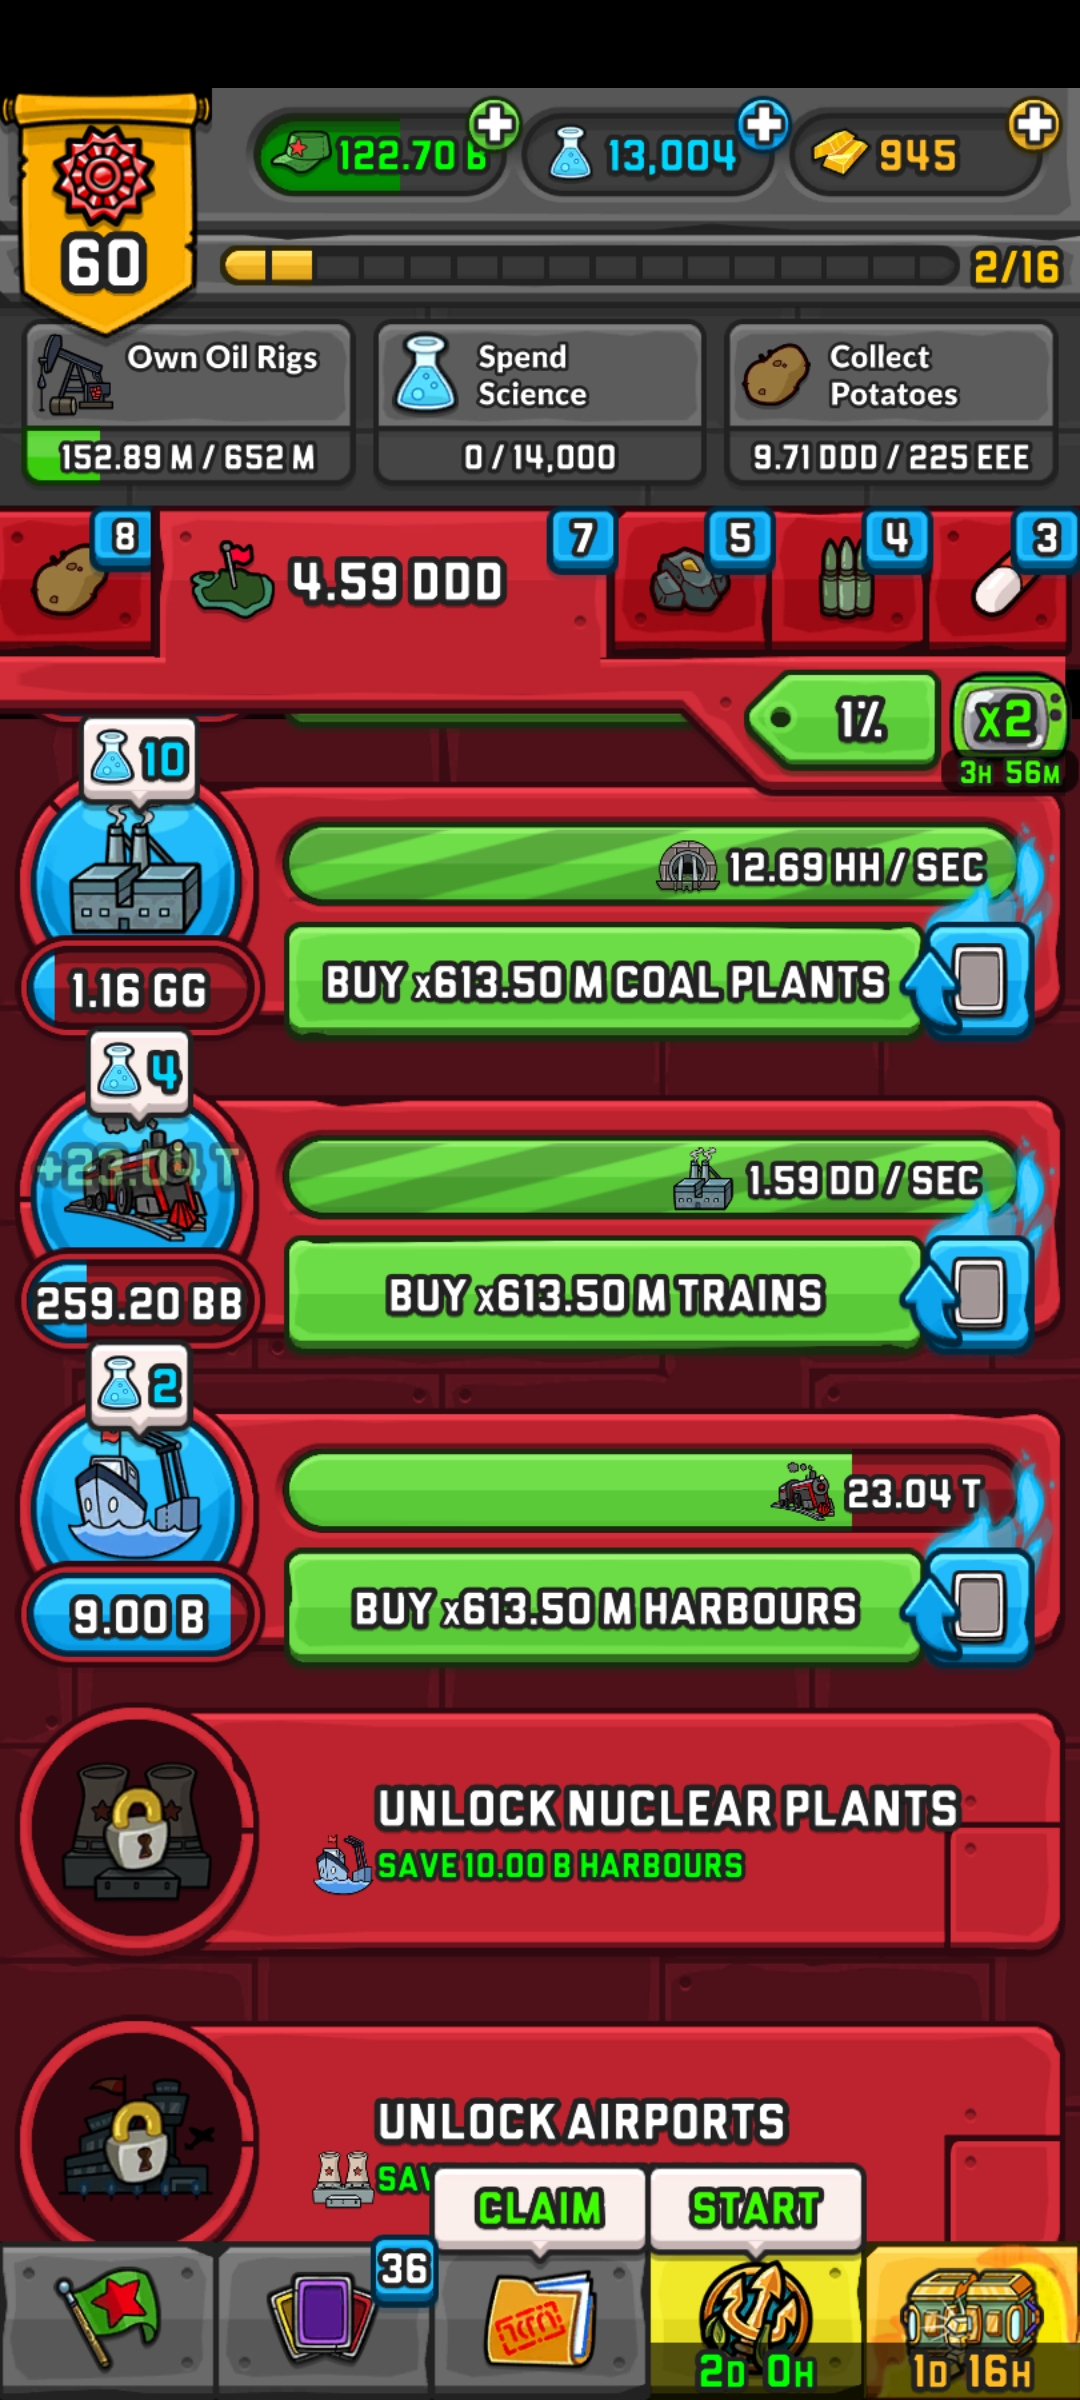 122.70 B
13,004
945
60
2/16
Own Oil Rigs
152.89 M / 652 M
Spend
Science
0 / 14,000
Collect
Potatoes
9.71 DDD / 225 EEE
8
4.59 DDD
7
5
4
3
1%
x2
3H 56M
10
12.69 HH / SEC
1.16 GG
BUY x613.50 M COAL PLANTS
4
+23.04 T
1.59 DD / SEC
259.20 BB
BUY x613.50 M TRAINS
2
23.04 T
9.00 B
BUY x613.50 M HARBOURS
UNLOCK NUCLEAR PLANTS
SAVE 10.00 B HARBOURS
UNLOCK AIRPORTS
CLAIM
START
36
2D 0H
1D 16H